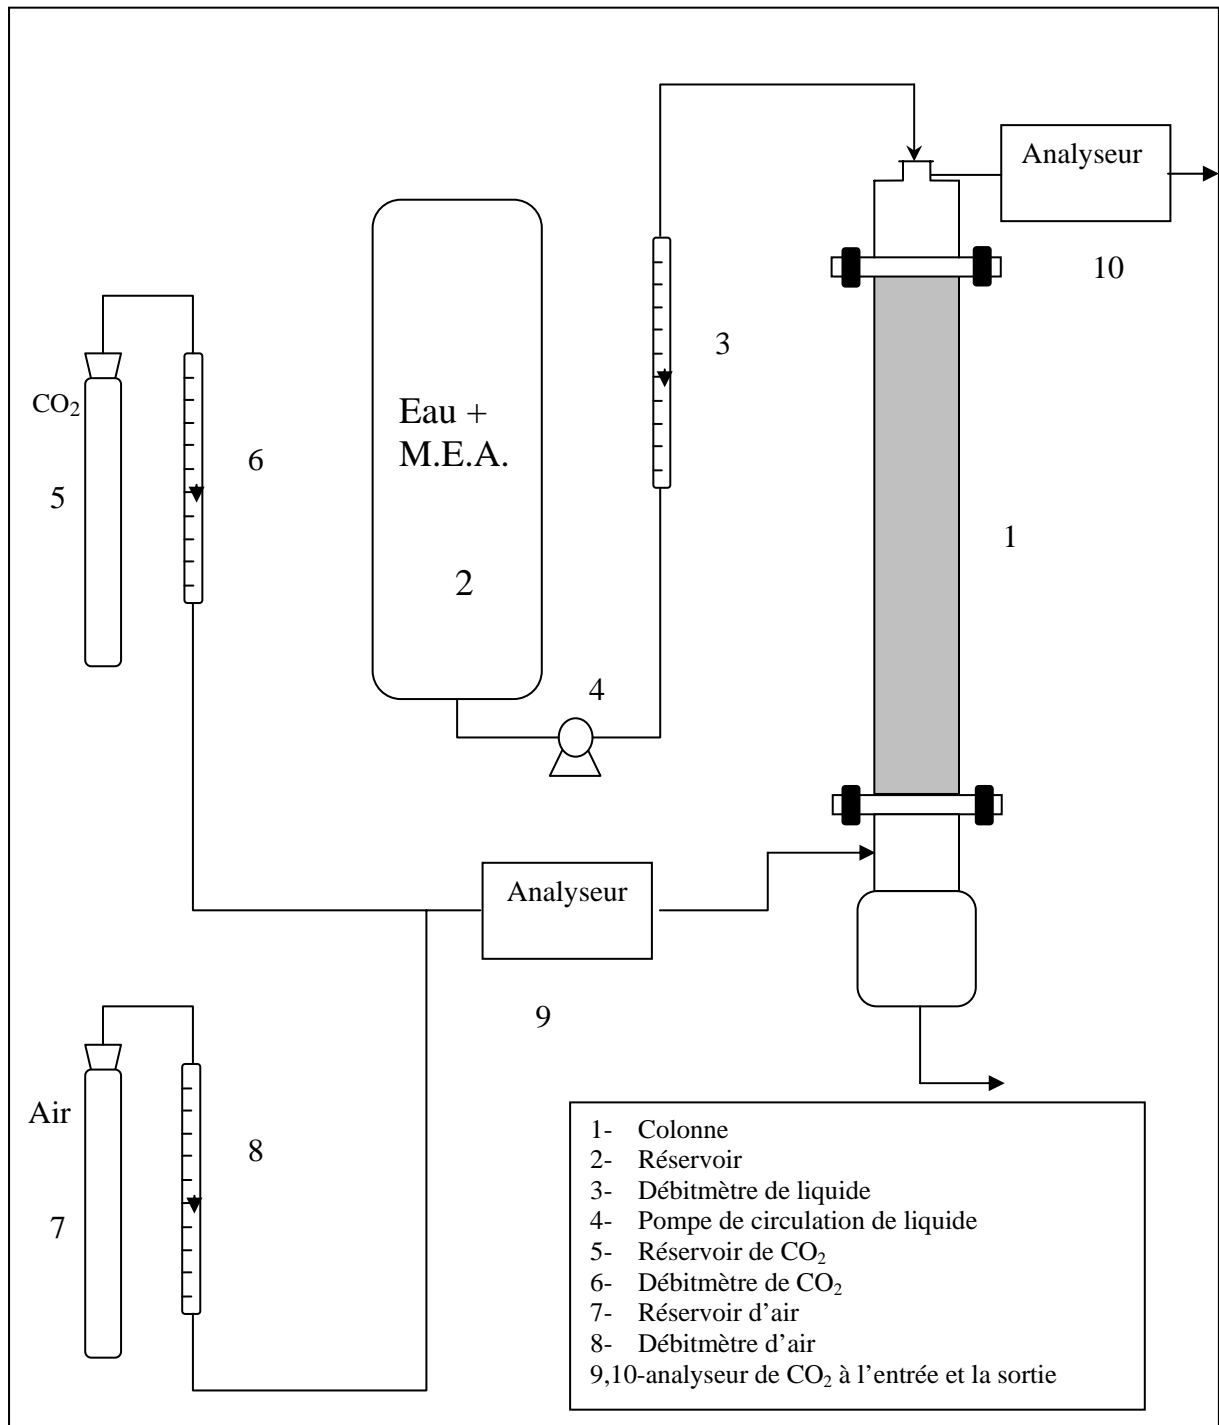 Analyseur
10
3
CO₂
6
5
Eau +
M.E.A.
2
1
4
Analyseur
9
Air
8
7
1- Colonne
2- Réservoir
3- Débitmètre de liquide
4- Pompe de circulation de liquide
5- Réservoir de CO₂
6- Débitmètre de CO₂
7- Réservoir d’air
8- Débitmètre d’air
9,10-analyseur de CO₂ à l’entrée et la sortie